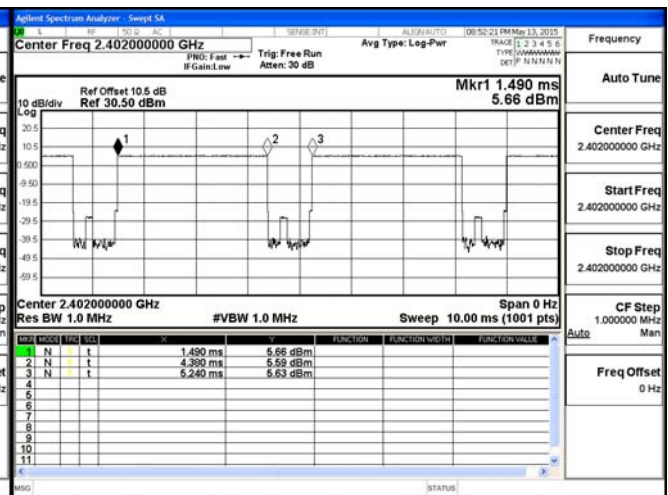 Agilent Spectrum Analyzer - Swept SA
L RF 50 Ω AC SENSE:INT ALIGN AUTO 08:52:21 PM May 13, 2015
Center Freq 2.402000000 GHz
PNO: Fast
IFGain:Low
Trig: Free Run
Atten: 30 dB
Avg Type: Log-Pwr
TRACE 1 2 3 4 5 6
TYPE
DET P N N N N N
Frequency
Ref Offset 10.5 dB
10 dB/div Ref 30.50 dBm
Log
Mkr1 1.490 ms
5.66 dBm
Auto Tune
20.5
10.5
0.500
-9.50
-19.5
-29.5
-39.5
-49.5
-59.5
1
2
3
Center Freq
2.402000000 GHz
Start Freq
2.402000000 GHz
Stop Freq
2.402000000 GHz
Center 2.402000000 GHz Span 0 Hz
Res BW 1.0 MHz #VBW 1.0 MHz Sweep 10.00 ms (1001 pts)
CF Step
1.000000 MHz
Auto Man
MKR MODE TRC SCL X Y FUNCTION FUNCTION WIDTH FUNCTION VALUE
1 N 1 t 1.490 ms 5.66 dBm
2 N 1 t 4.380 ms 5.59 dBm
3 N 1 t 5.240 ms 5.63 dBm
4
5
6
7
8
9
10
11
Freq Offset
0 Hz
MSG STATUS